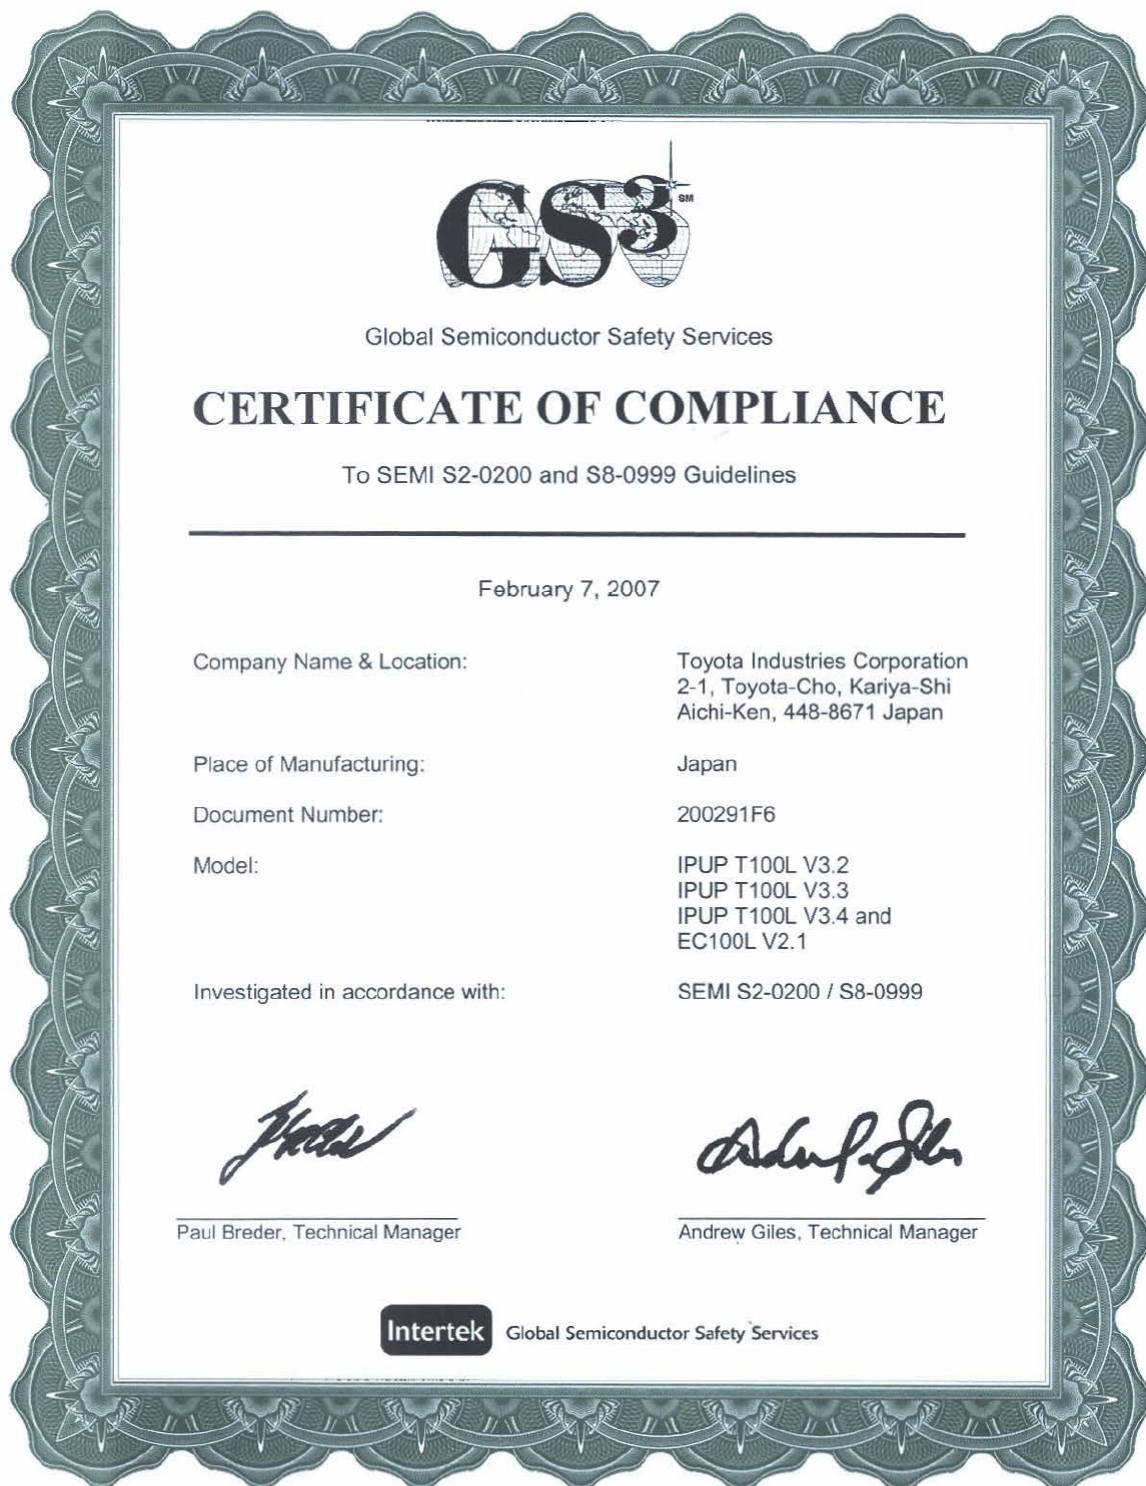 GS3 SM
Global Semiconductor Safety Services
CERTIFICATE OF COMPLIANCE
To SEMI S2-0200 and S8-0999 Guidelines
February 7, 2007
Company Name & Location: Toyota Industries Corporation
2-1, Toyota-Cho, Kariya-Shi
Aichi-Ken, 448-8671 Japan
Place of Manufacturing: Japan
Document Number: 200291F6
Model: IPUP T100L V3.2
IPUP T100L V3.3
IPUP T100L V3.4 and
EC100L V2.1
Investigated in accordance with: SEMI S2-0200 / S8-0999
Paul Breder, Technical Manager
Andrew Giles, Technical Manager
Intertek Global Semiconductor Safety Services